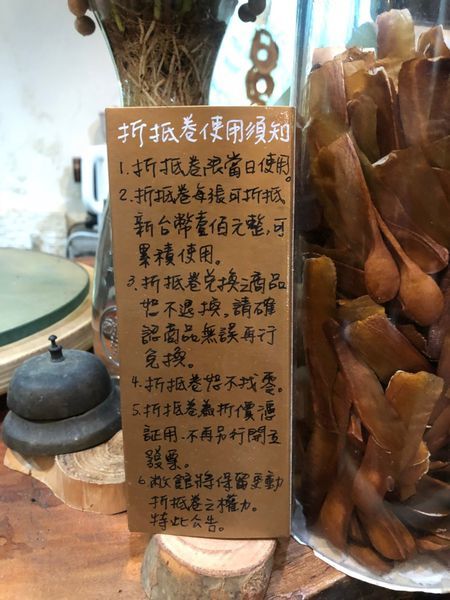 折抵卷使用須知
1.折抵卷限當日使用。
2.折抵卷每張可折抵
新台幣壹佰元整,可
累積使用。
3.折抵卷兌換之商品
恕不退換。請確
認商品無誤再行
兌換。
4.折抵卷恕不找零。
5.折抵卷為折價憑
証用.不再另行開立
發票。
6.敝館將保留更動
折抵卷之權力。
特此公告。